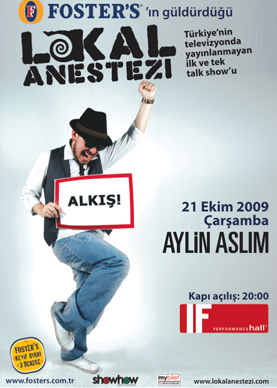 FOSTER'S®'ın güldürdüğü
LOKAL
ANESTEZİ
Türkiye'nin
televizyonda
yayınlanmayan
ilk ve tek
talk show'u
ALKIŞ!
21 Ekim 2009
Çarşamba
AYLİN ASLIM
Kapı açılış: 20:00
IF PERFORMANCE hall
FOSTER'S
www.fosters.com.tr
showhow
mybilet
www.lokalanestezi.com